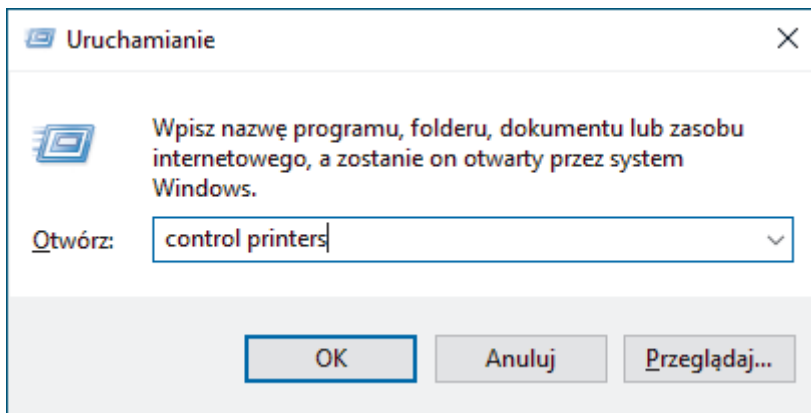 Uruchamianie
Wpisz nazwę programu, folderu, dokumentu lub zasobu
internetowego, a zostanie on otwarty przez system
Windows.
Otwórz: control printers
OK Anuluj Przeglądaj...